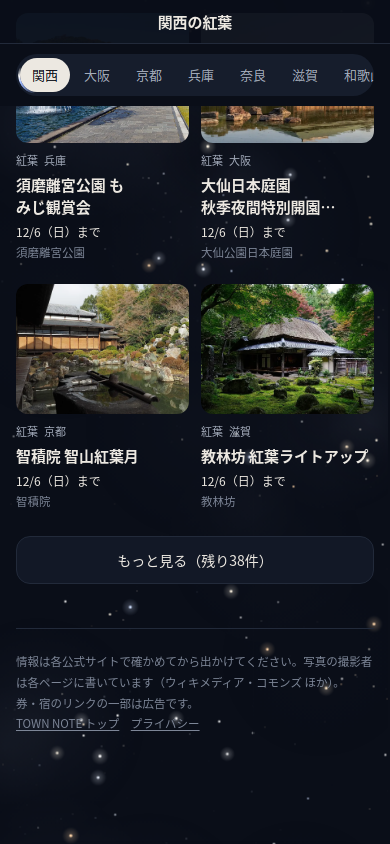 関西の紅葉
関西 大阪 京都 兵庫 奈良 滋賀 和歌
紅葉 兵庫
須磨離宮公園 も
みじ観賞会
12/6（日）まで
須磨離宮公園
紅葉 大阪
大仙日本庭園
秋季夜間特別開園…
12/6（日）まで
大仙公園日本庭園
紅葉 京都
智積院 智山紅葉月
12/6（日）まで
智積院
紅葉 滋賀
教林坊 紅葉ライトアップ
12/6（日）まで
教林坊
もっと見る（残り38件）
情報は各公式サイトで確かめてから出かけてください。写真の撮影者
は各ページに書いています（ウィキメディア・コモンズ ほか）。
券・宿のリンクの一部は広告です。
TOWN NOTE トップ プライバシー